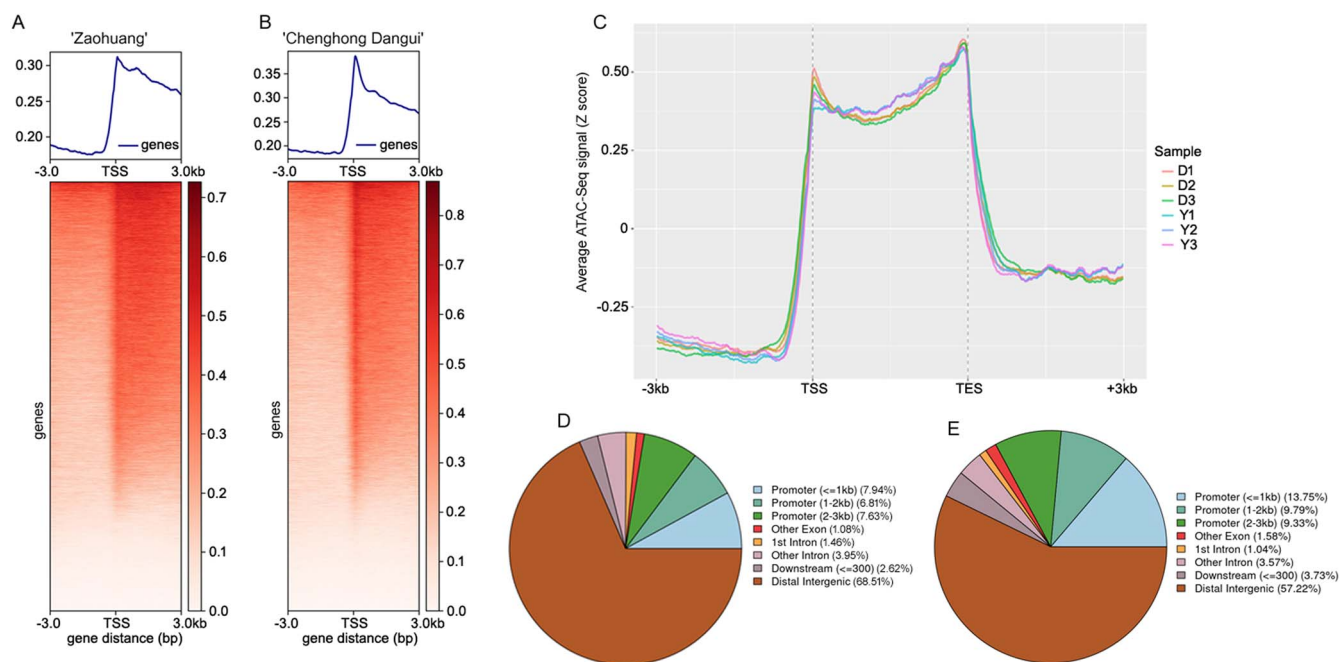 A
'Zaohuang'
0.30
0.25
0.20
genes
-3.0
TSS
3.0kb
0.7
0.6
0.5
0.4
0.3
0.2
0.1
0.0
genes
-3.0
TSS
3.0kb
gene distance (bp)
B
'Chenghong Dangui'
0.35
0.30
0.25
0.20
genes
-3.0
TSS
3.0kb
0.8
0.7
0.6
0.5
0.4
0.3
0.2
0.1
0.0
genes
-3.0
TSS
3.0kb
gene distance (bp)
C
Average ATAC-Seq signal (Z score)
0.50
0.25
0
-0.25
-3kb
TSS
TES
+3kb
Sample
D1
D2
D3
Y1
Y2
Y3
D
Promoter (<=1kb) (7.94%)
Promoter (1-2kb) (6.81%)
Promoter (2-3kb) (7.63%)
Other Exon (1.08%)
1st Intron (1.46%)
Other Intron (3.95%)
Downstream (<=300) (2.62%)
Distal Intergenic (68.51%)
E
Promoter (<=1kb) (13.75%)
Promoter (1-2kb) (9.79%)
Promoter (2-3kb) (9.33%)
Other Exon (1.58%)
1st Intron (1.04%)
Other Intron (3.57%)
Downstream (<=300) (3.73%)
Distal Intergenic (57.22%)